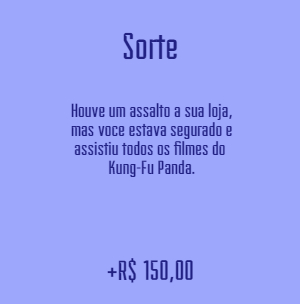 Sorte
Houve um assalto a sua loja,
mas voce estava segurado e
assistiu todos os filmes do
Kung-Fu Panda.
+R$ 150,00